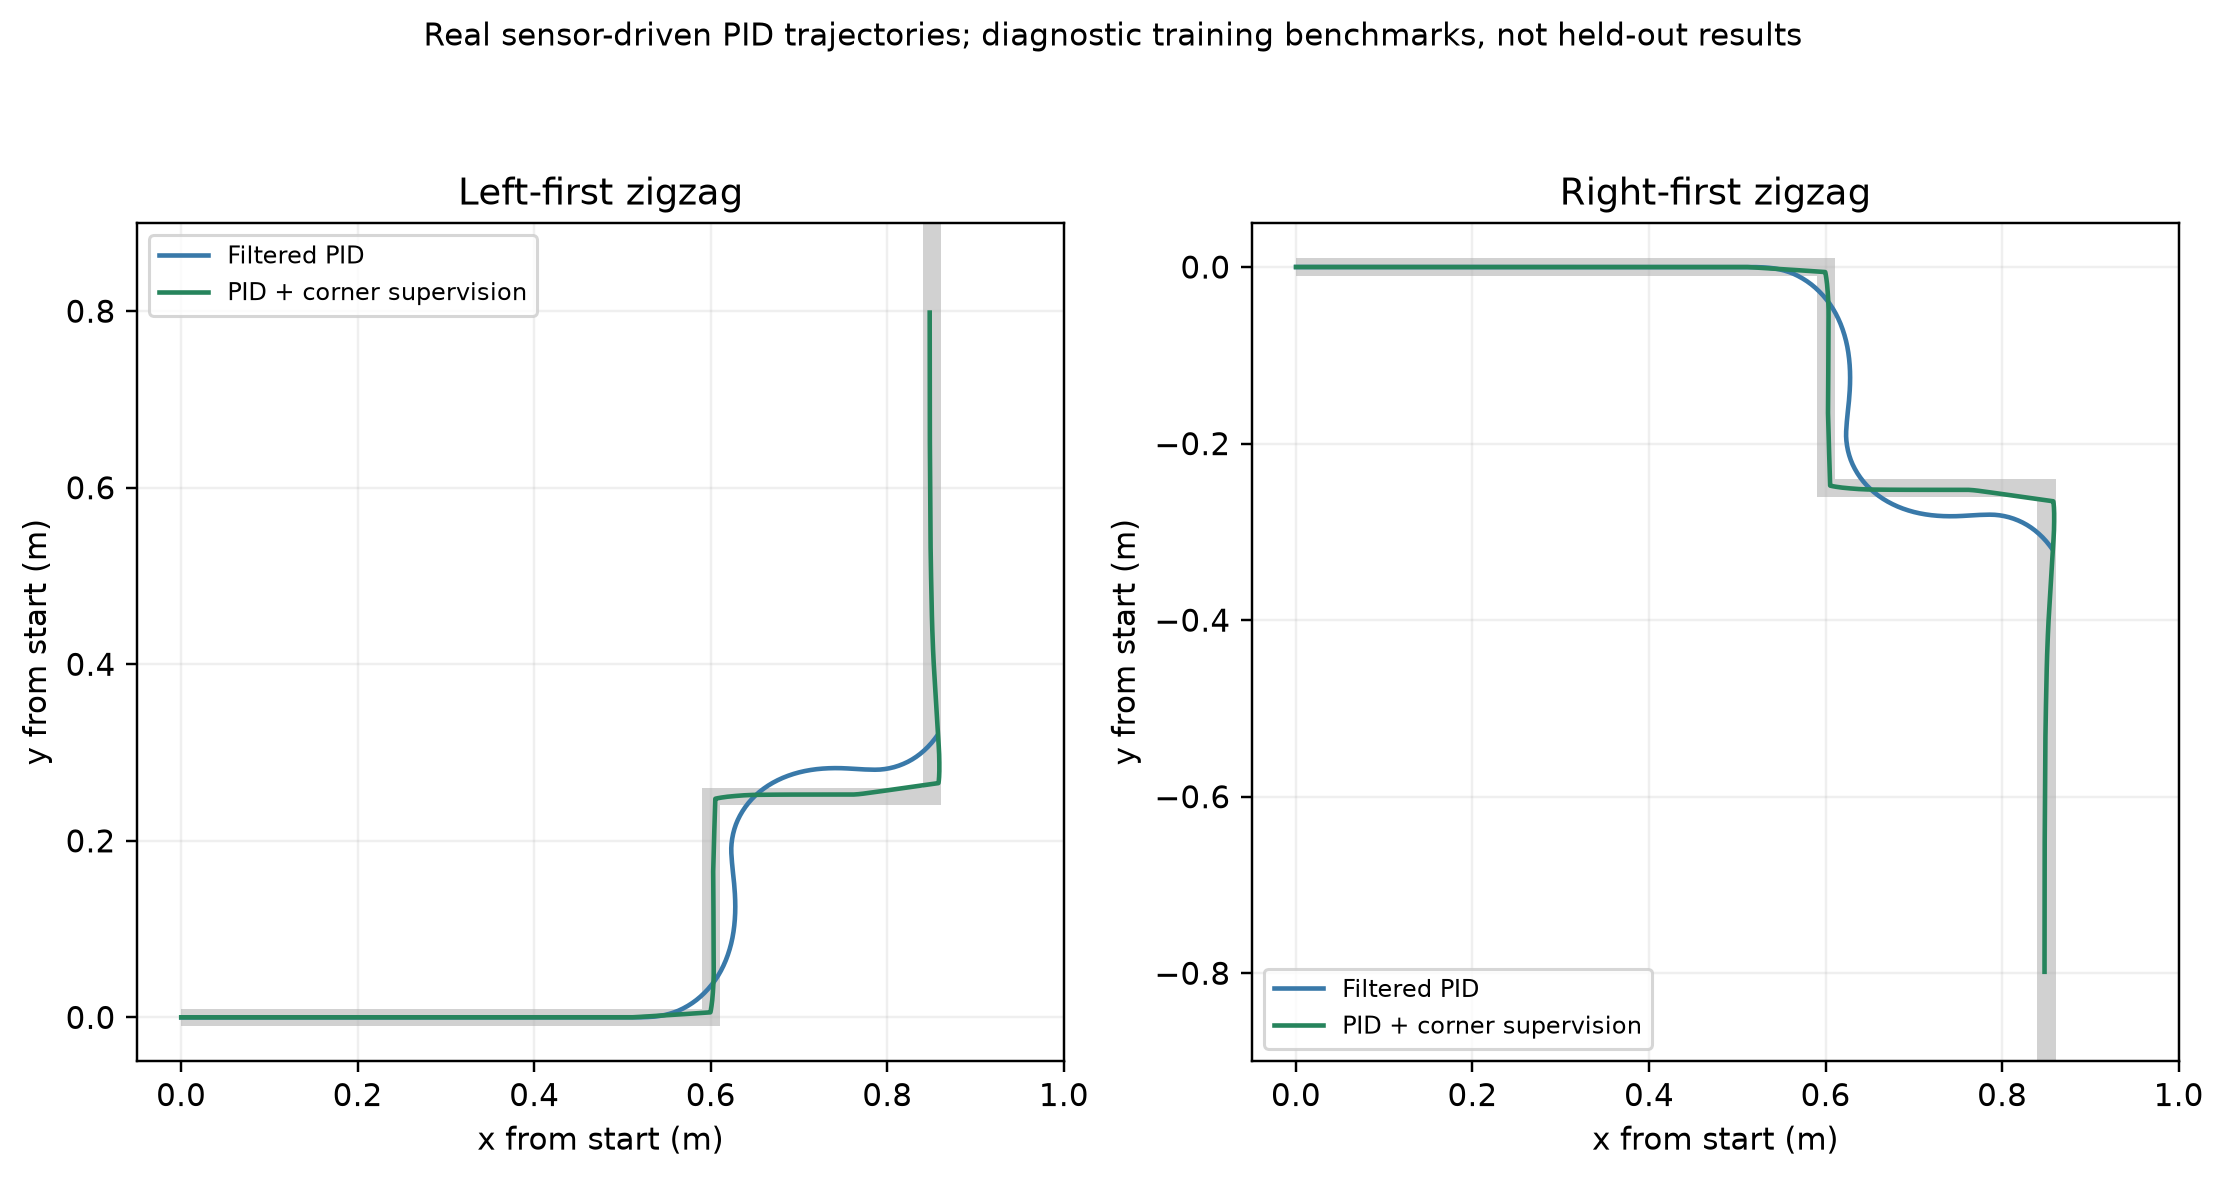 Real sensor-driven PID trajectories; diagnostic training benchmarks, not held-out results
Left-first zigzag
Filtered PID
PID + corner supervision
0.8
0.6
0.4
0.2
0.0
y from start (m)
0.0 0.2 0.4 0.6 0.8 1.0
x from start (m)
Right-first zigzag
0.0
−0.2
−0.4
−0.6
−0.8
y from start (m)
Filtered PID
PID + corner supervision
0.0 0.2 0.4 0.6 0.8 1.0
x from start (m)